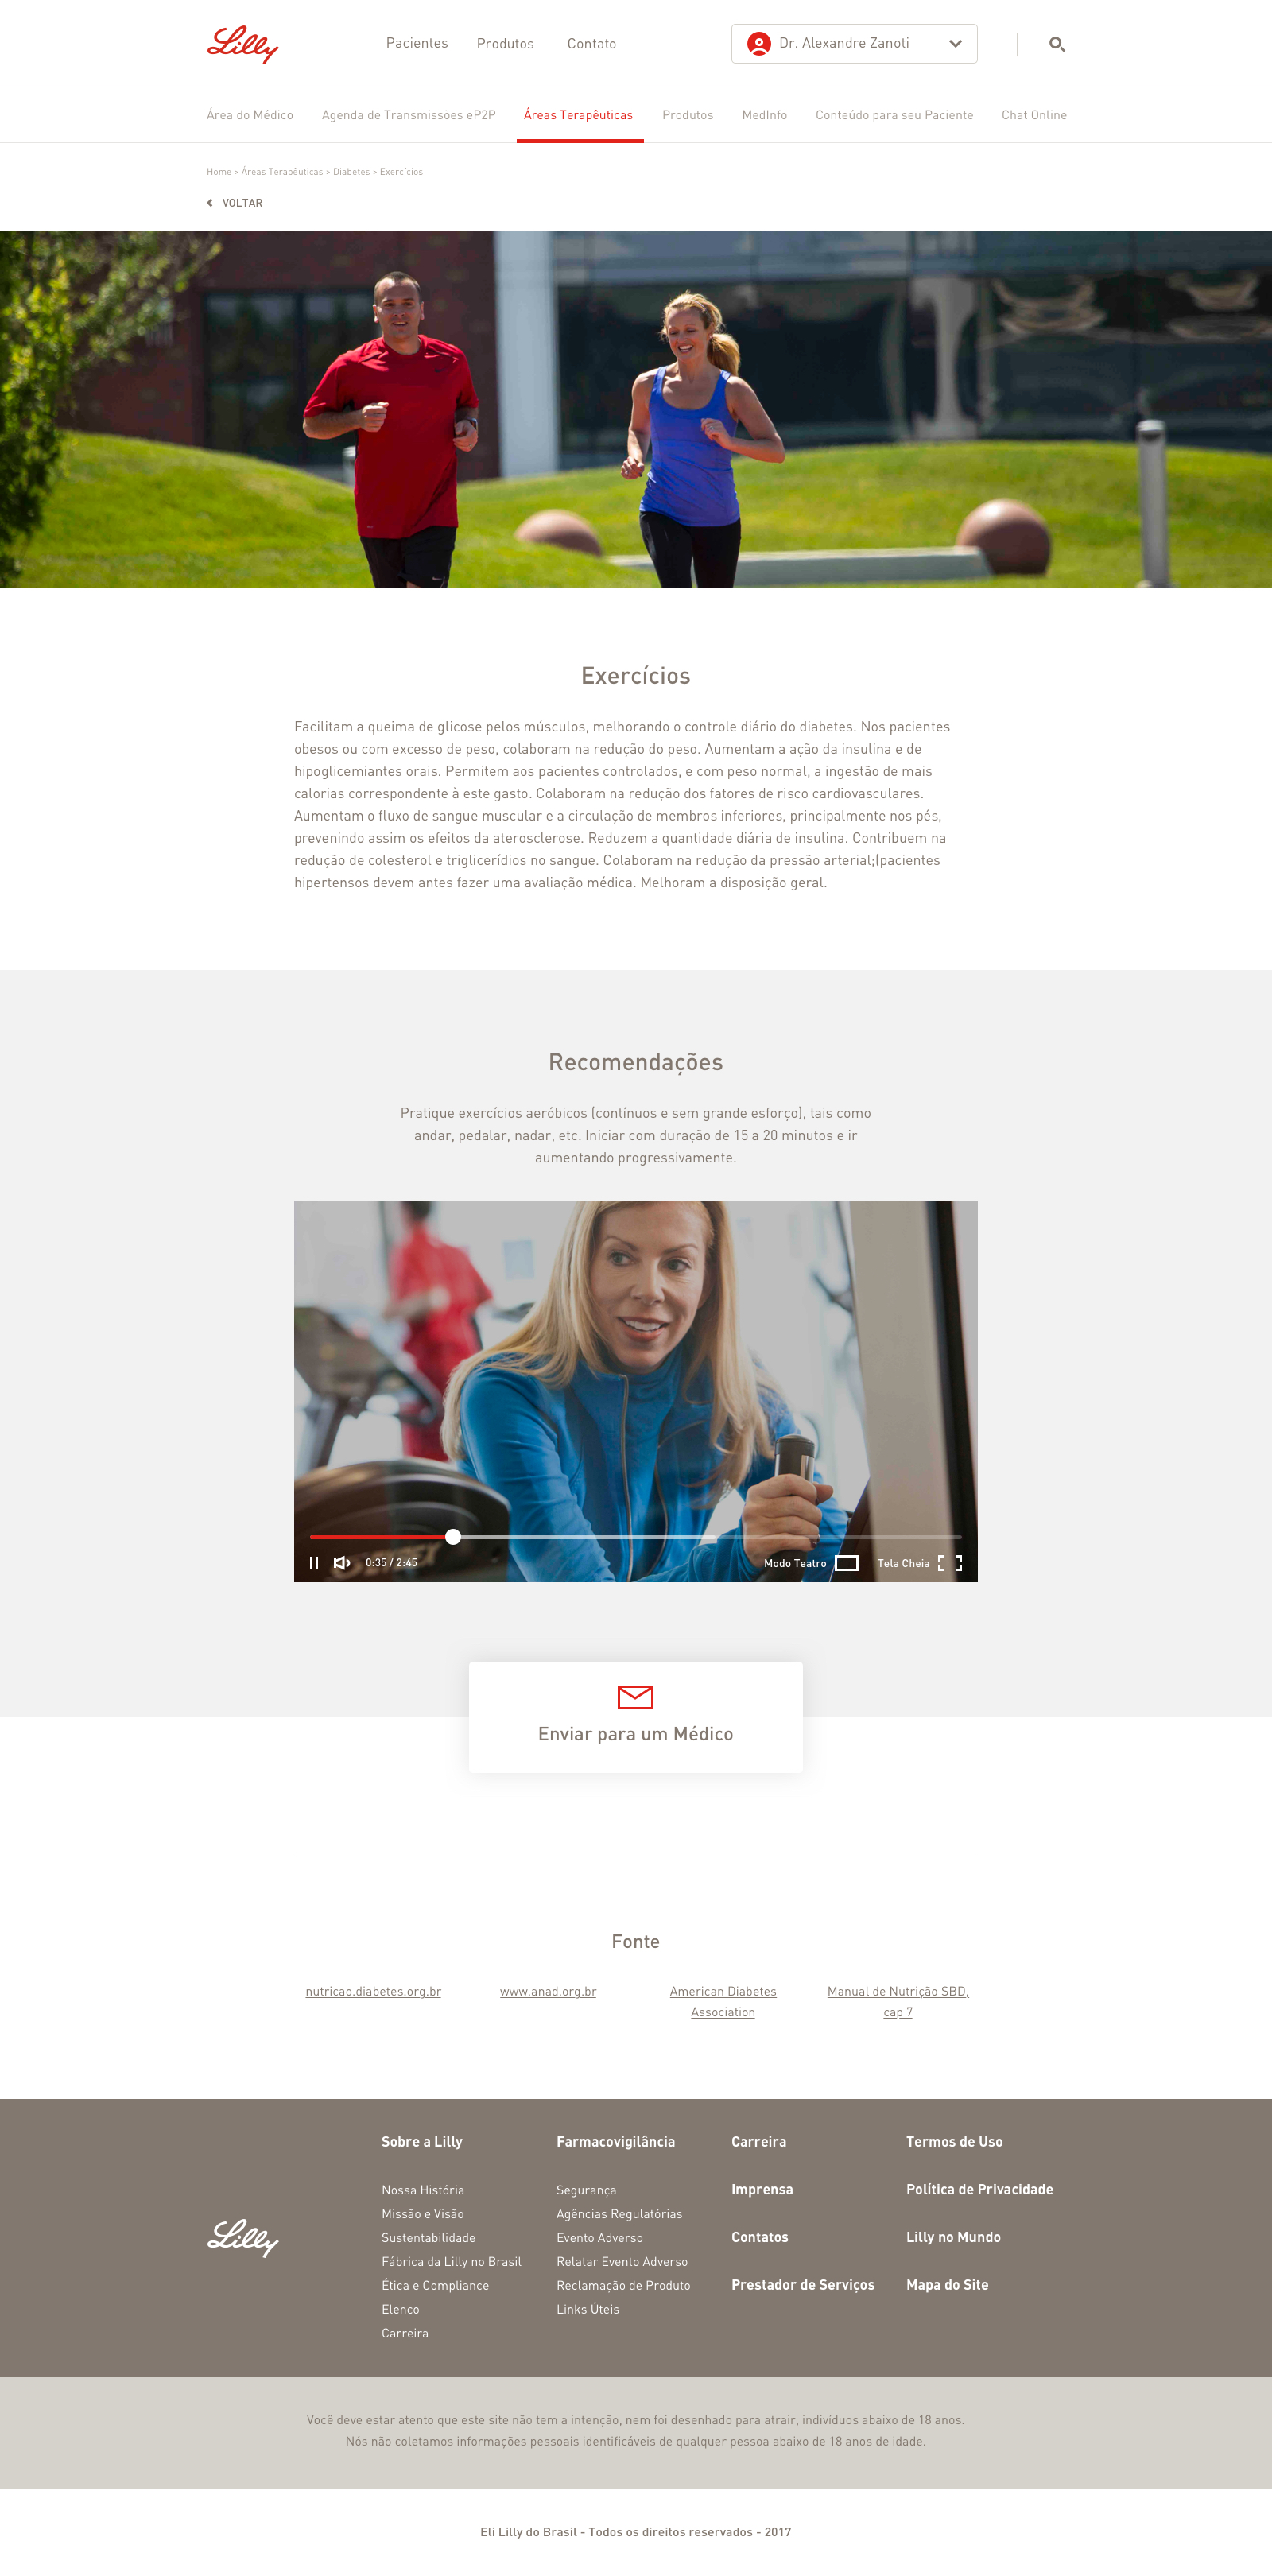 Lilly
Pacientes
Produtos
Contato
Dr. Alexandre Zanoti
Área do Médico
Agenda de Transmissões eP2P
Áreas Terapêuticas
Produtos
MedInfo
Conteúdo para seu Paciente
Chat Online
Home > Áreas Terapêuticas > Diabetes > Exercícios
VOLTAR
Exercícios
Facilitam a queima de glicose pelos músculos, melhorando o controle diário do diabetes. Nos pacientes
obesos ou com excesso de peso, colaboram na redução do peso. Aumentam a ação da insulina e de
hipoglicemiantes orais. Permitem aos pacientes controlados, e com peso normal, a ingestão de mais
calorias correspondente à este gasto. Colaboram na redução dos fatores de risco cardiovasculares.
Aumentam o fluxo de sangue muscular e a circulação de membros inferiores, principalmente nos pés,
prevenindo assim os efeitos da aterosclerose. Reduzem a quantidade diária de insulina. Contribuem na
redução de colesterol e triglicerídios no sangue. Colaboram na redução da pressão arterial;(pacientes
hipertensos devem antes fazer uma avaliação médica. Melhoram a disposição geral.
Recomendações
Pratique exercícios aeróbicos (contínuos e sem grande esforço), tais como
andar, pedalar, nadar, etc. Iniciar com duração de 15 a 20 minutos e ir
aumentando progressivamente.
0:35 / 2:45
Modo Teatro
Tela Cheia
Enviar para um Médico
Fonte
nutricao.diabetes.org.br
www.anad.org.br
American Diabetes
Association
Manual de Nutrição SBD,
cap 7
Lilly
Sobre a Lilly
Nossa História
Missão e Visão
Sustentabilidade
Fábrica da Lilly no Brasil
Ética e Compliance
Elenco
Carreira
Farmacovigilância
Segurança
Agências Regulatórias
Evento Adverso
Relatar Evento Adverso
Reclamação de Produto
Links Úteis
Carreira
Imprensa
Contatos
Prestador de Serviços
Termos de Uso
Política de Privacidade
Lilly no Mundo
Mapa do Site
Você deve estar atento que este site não tem a intenção, nem foi desenhado para atrair, indivíduos abaixo de 18 anos.
Nós não coletamos informações pessoais identificáveis de qualquer pessoa abaixo de 18 anos de idade.
Eli Lilly do Brasil - Todos os direitos reservados - 2017